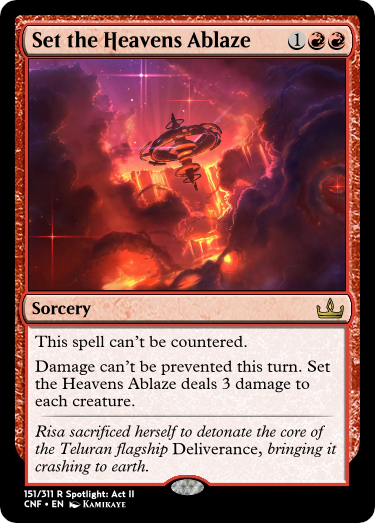 Set the Heavens Ablaze 1
Sorcery
This spell can't be countered.
Damage can't be prevented this turn. Set
the Heavens Ablaze deals 3 damage to
each creature.
Risa sacrificed herself to detonate the core of
the Teluran flagship Deliverance, bringing it
crashing to earth.
151/311 R Spotlight: Act II
CNF • EN Kamikaye